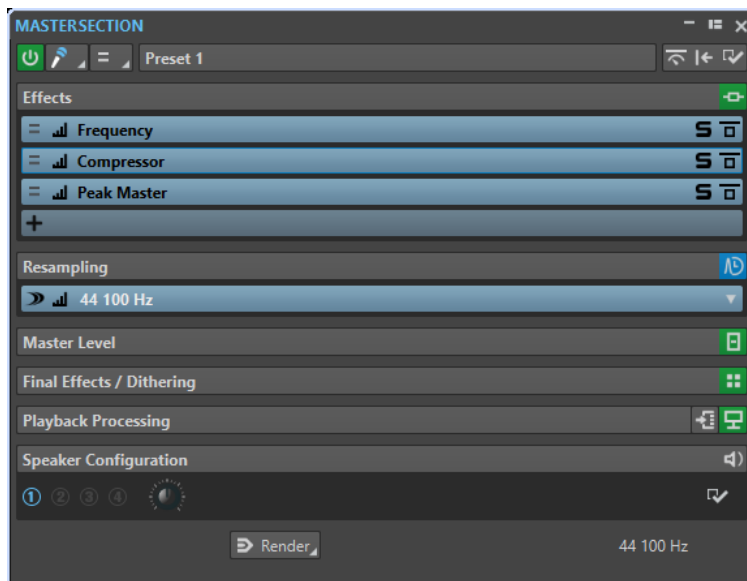 MASTERSECTION
Preset 1
Effects
Frequency
S
Compressor
S
Peak Master
S
Resampling
44 100 Hz
Master Level
Final Effects / Dithering
Playback Processing
Speaker Configuration
1 2 3 4
Render
44 100 Hz